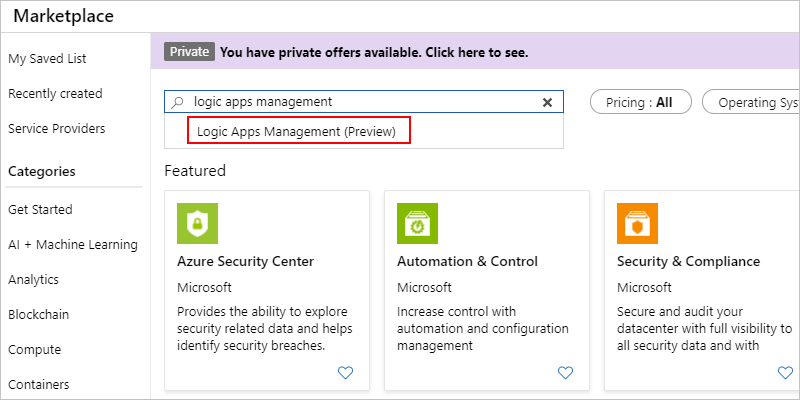 Marketplace
My Saved List
Recently created
Service Providers
Categories
Get Started
AI + Machine Learning
Analytics
Blockchain
Compute
Containers
Private You have private offers available. Click here to see.
logic apps management
Pricing : All
Operating Sys
Logic Apps Management (Preview)
Featured
Azure Security Center
Microsoft
Provides the ability to explore
security related data and helps
identify security breaches.
Automation & Control
Microsoft
Increase control with
automation and configuration
management
Security & Compliance
Microsoft
Secure and audit your
datacenter with full visibility to
all security data and with